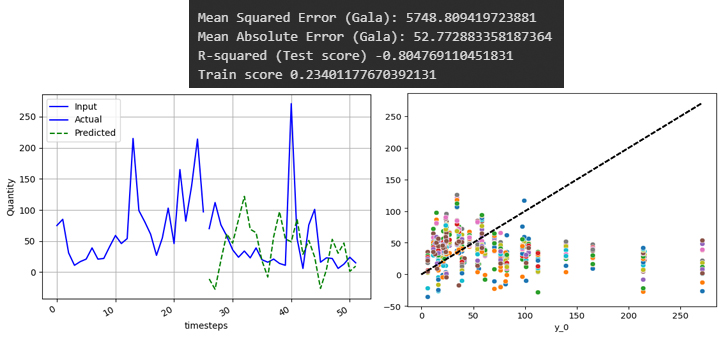 Mean Squared Error (Gala): 5748.809419723881
Mean Absolute Error (Gala): 52.772883358187364
R-squared (Test score) -0.804769110451831
Train score 0.23401177670392131
Input
Actual
Predicted
250
200
150
100
50
0
Quantity
0
10
20
30
40
50
timesteps
250
200
150
100
50
0
−50
0
50
100
150
200
250
y_0